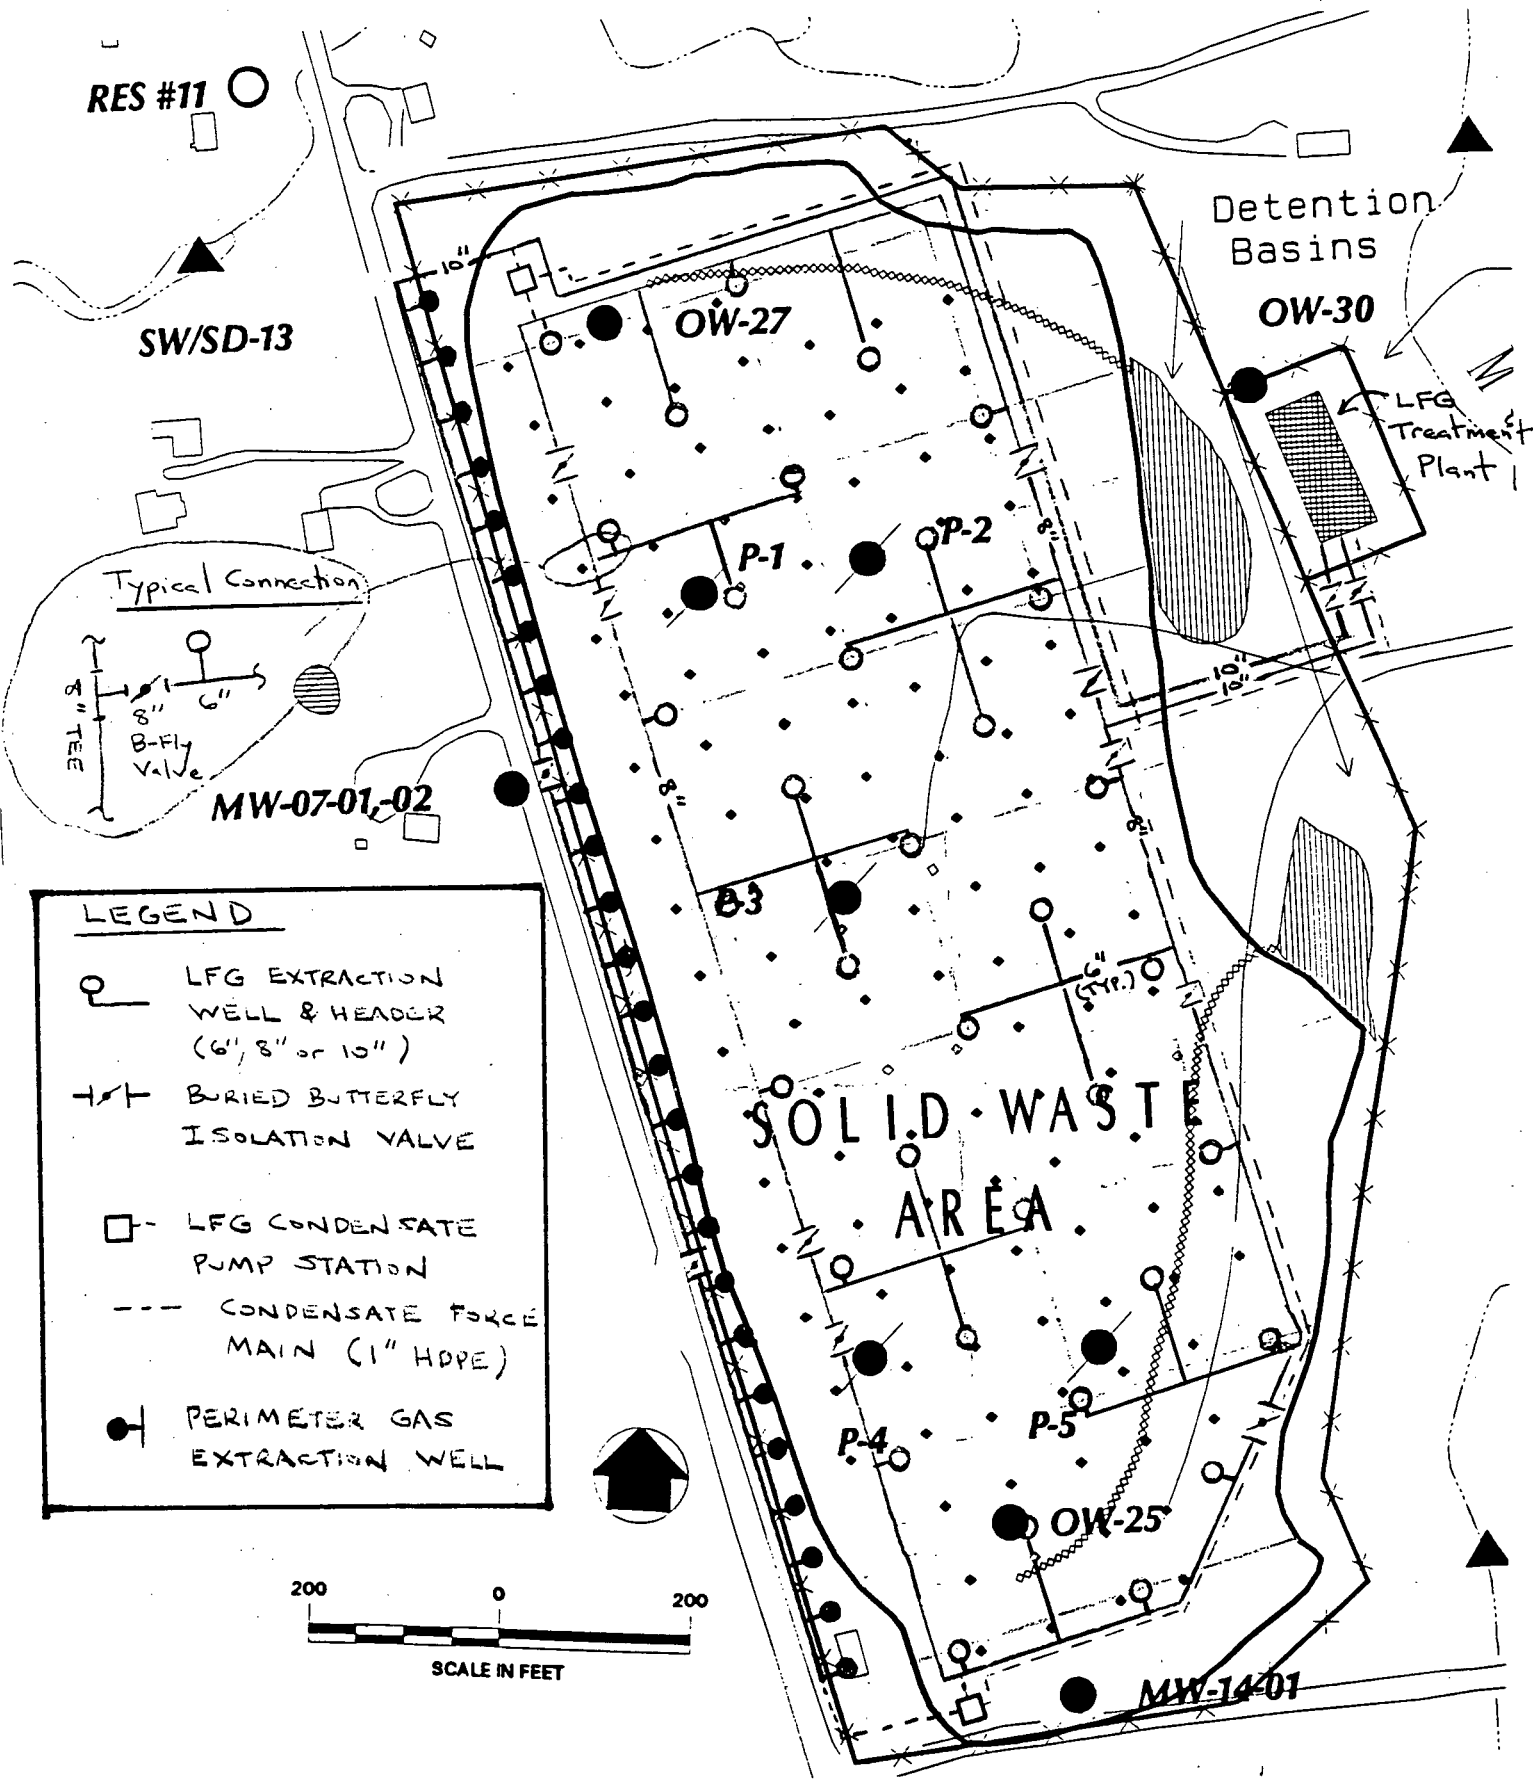 RES #11
Detention
Basins
10"
SW/SD-13
OW-27
OW-30
LFG
Treatment
Plant
P-1
P-2
8"
Typical Connection
8" TEE
8"
6"
B-Fly
Valve
10"
10"
8"
MW-07-01,-02
8"
6"
(TYP.)
LEGEND
LFG EXTRACTION
WELL & HEADER
(6", 8" or 10")
BURIED BUTTERFLY
ISOLATION VALVE
LFG CONDENSATE
PUMP STATION
CONDENSATE FORCE
MAIN (1" HDPE)
PERIMETER GAS
EXTRACTION WELL
SOLID WASTE
AREA
P-4
P-5
OW-25
MW-14-01
200 0 200
SCALE IN FEET